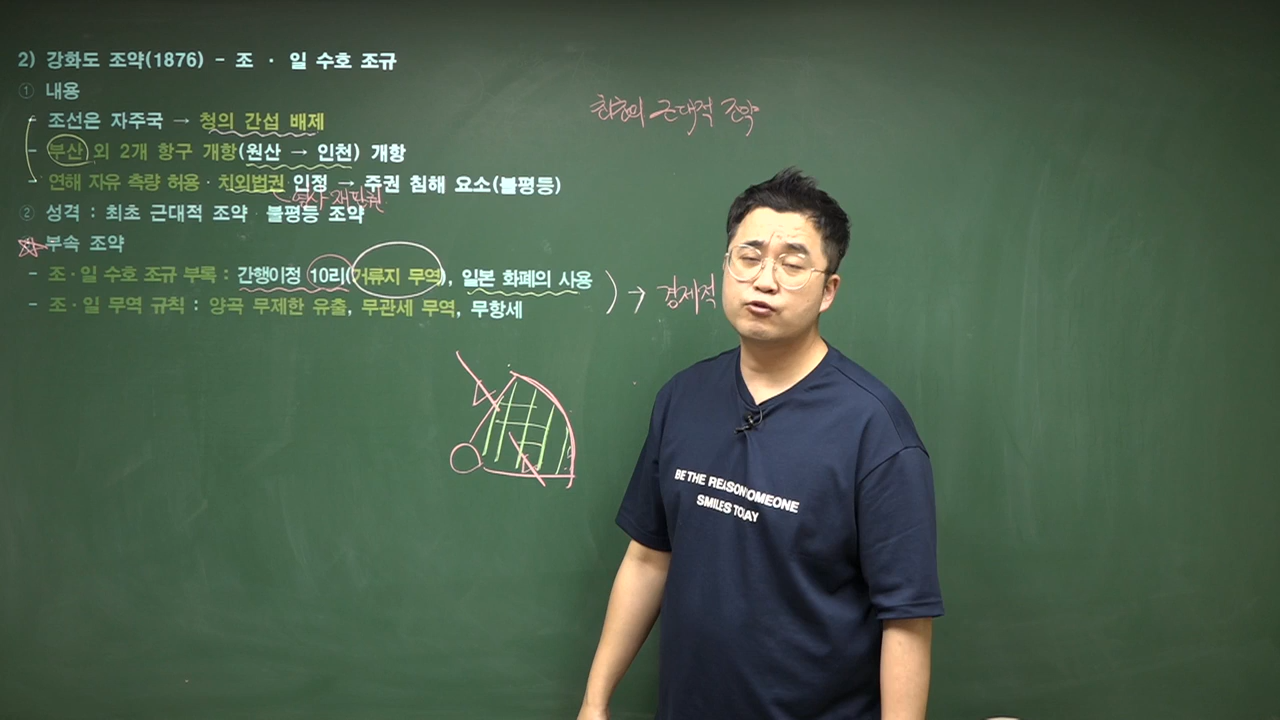 2) 강화도 조약(1876) - 조 · 일 수호 조규
① 내용
최초의 근대적 조약
- 조선은 자주국 → 청의 간섭 배제
- 부산 외 2개 항구 개항(원산 → 인천) 개항
- 연해 자유 측량 허용 · 치외법권 인정 → 주권 침해 요소(불평등)
영사 재판권
② 성격 : 최초 근대적 조약 불평등 조약
부속 조약
- 조 · 일 수호 조규 부록 : 간행이정 10리(거류지 무역), 일본 화폐의 사용
→ 경제적
- 조 · 일 무역 규칙 : 양곡 무제한 유출, 무관세 무역, 무항세
BE THE REASON SOMEONE
SMILES TODAY